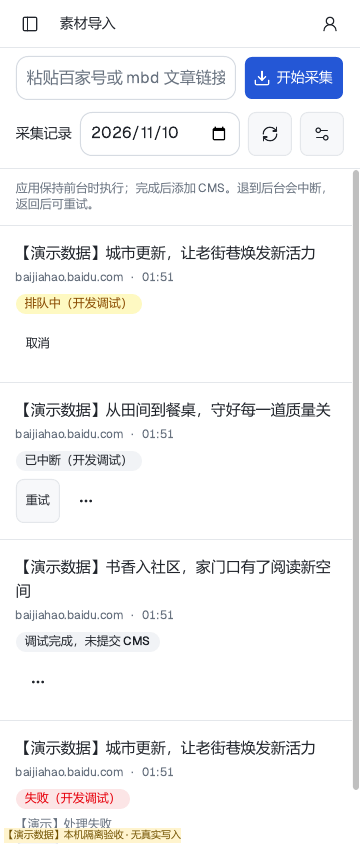 素材导入
粘贴百家号或 mbd 文章链接
开始采集
采集记录
2026/11/10
应用保持前台时执行；完成后添加 CMS。退到后台会中断，
返回后可重试。
【演示数据】城市更新，让老街巷焕发新活力
baijiahao.baidu.com · 01:51
排队中（开发调试）
取消
【演示数据】从田间到餐桌，守好每一道质量关
baijiahao.baidu.com · 01:51
已中断（开发调试）
重试
【演示数据】书香入社区，家门口有了阅读新空
间
baijiahao.baidu.com · 01:51
调试完成，未提交 CMS
【演示数据】城市更新，让老街巷焕发新活力
baijiahao.baidu.com · 01:51
失败（开发调试）
【演示】处理失败
【演示数据】本机隔离验收 · 无真实写入